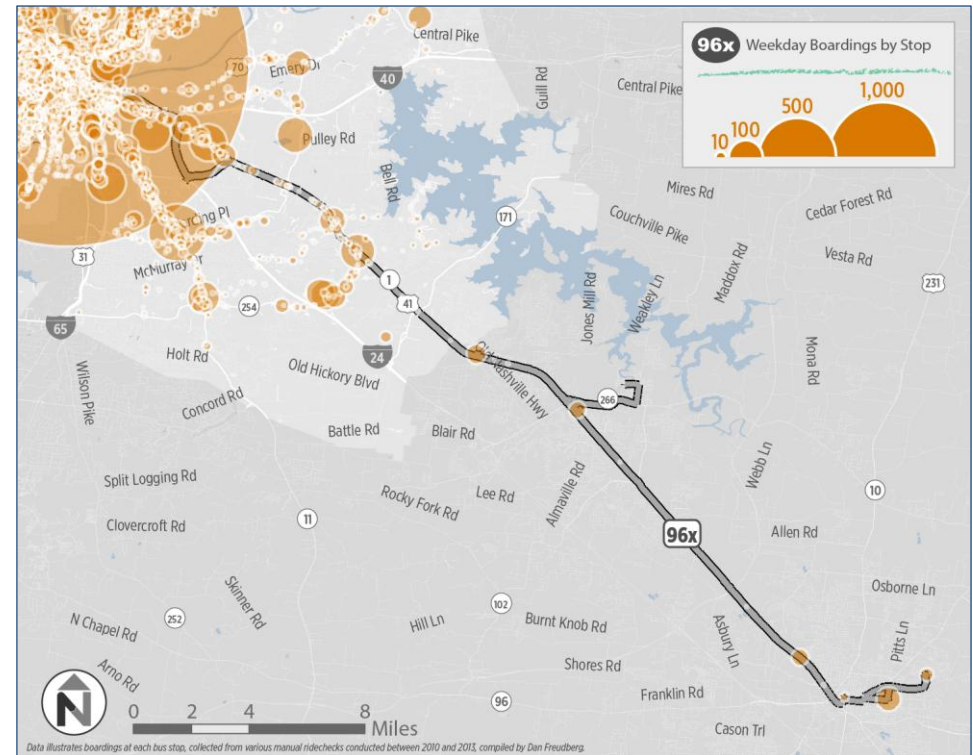 96x Weekday Boardings by Stop
10 100 500 1,000
Central Pike
70
Emery Dr
40
Guill Rd
Central Pike
Pulley Rd
Bell Rd
Mires Rd
Cedar Forest Rd
171
Couchville Pike
Vesta Rd
31
McMurray Dr
Maddox Rd
231
1
254
41
Jones Mill Rd
Weakley Ln
65
24
Holt Rd
Old Hickory Blvd
Mona Rd
Wilson Pike
Concord Rd
266
Battle Rd
Blair Rd
Webb Ln
Split Logging Rd
Rocky Fork Rd
Lee Rd
Almaville Rd
10
Clovercroft Rd
11
96x
Allen Rd
Skinner Rd
Osborne Ln
102
N Chapel Rd
252
Hill Ln
Burnt Knob Rd
Asbury Ln
Pitts Ln
Arno Rd
Shores Rd
Franklin Rd
96
N
0 2 4 8
Miles
Cason Trl
Data illustrates boardings at each bus stop, collected from various manual ridechecks conducted between 2010 and 2013, compiled by Dan Freudberg.